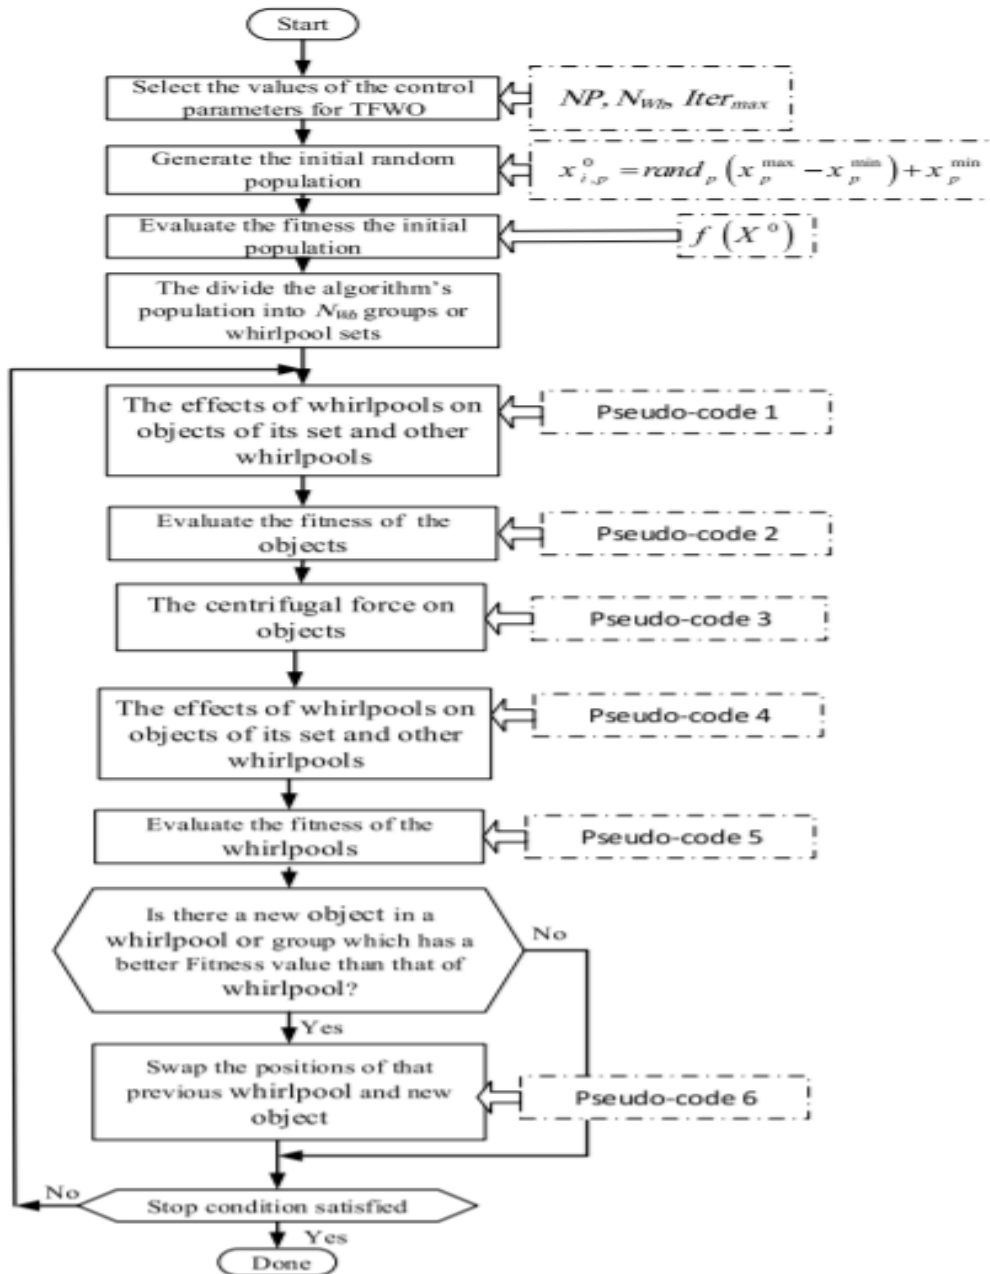 Start
Select the values of the control
parameters for TFWO
NP, N_Wh, Iter_max
Generate the initial random
population
x_{i,p}^0 = rand_p (x_p^max − x_p^min) + x_p^min
Evaluate the fitness the initial
population
f (X^0)
The divide the algorithm's
population into N_Wh groups or
whirlpool sets
The effects of whirlpools on
objects of its set and other
whirlpools
Pseudo-code 1
Evaluate the fitness of the
objects
Pseudo-code 2
The centrifugal force on
objects
Pseudo-code 3
The effects of whirlpools on
objects of its set and other
whirlpools
Pseudo-code 4
Evaluate the fitness of the
whirlpools
Pseudo-code 5
Is there a new object in a
whirlpool or group which has a
better Fitness value than that of
whirlpool?
No
Yes
Swap the positions of that
previous whirlpool and new
object
Pseudo-code 6
No
Stop condition satisfied
Yes
Done